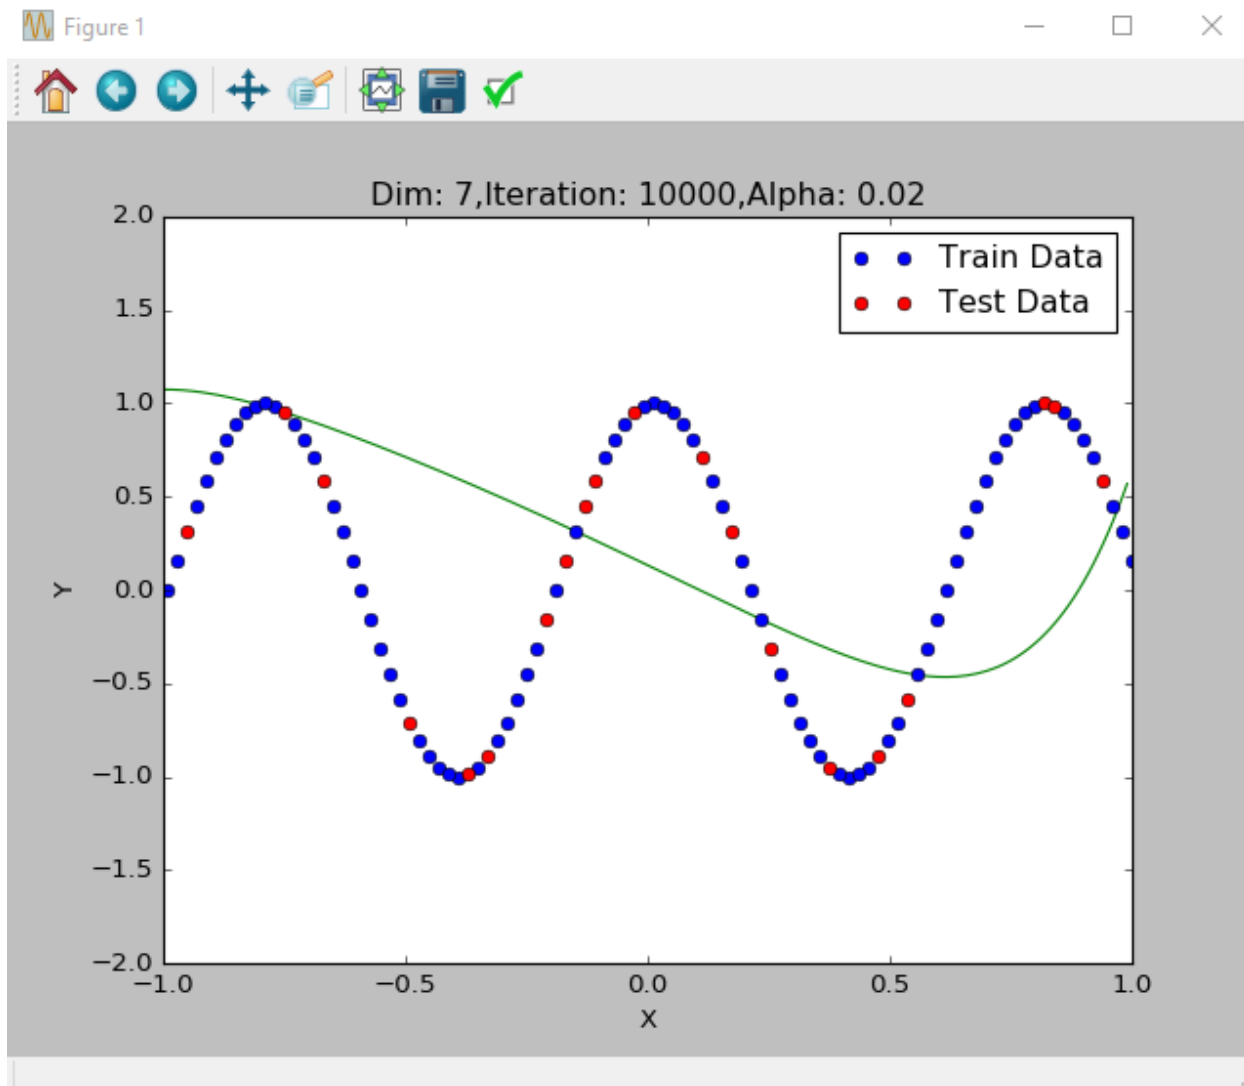 Figure 1
Dim: 7,Iteration: 10000,Alpha: 0.02
Train Data
Test Data
2.0
1.5
1.0
0.5
0.0
−0.5
−1.0
−1.5
−2.0
Y
−1.0 −0.5 0.0 0.5 1.0
X